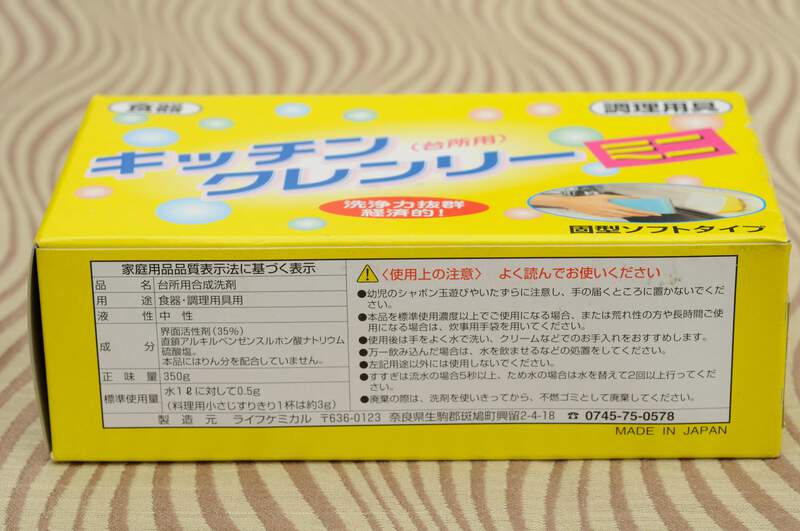 食器
調理用具
キッチン
(台所用)
クレンリー
ミニ
洗浄力抜群
経済的!
固型ソフトタイプ
家庭用品品質表示法に基づく表示
品名 台所用合成洗剤
用途 食器・調理用具用
液性 中性
成分 界面活性剤(35%)
直鎖アルキルベンゼンスルホン酸ナトリウム
硫酸塩。
本品にはりん分を配合していません。
正味量 350g
標準使用量 水1ℓに対して0.5g
(料理用小さじすりきり1杯は約3g)
〈使用上の注意〉 よく読んでお使いください
●幼児のシャボン玉遊びやいたずらに注意し、手の届くところに置かないでくだ
さい。
●本品を標準使用濃度以上でご使用になる場合、または荒れ性の方や長時間ご使
用になる場合は、炊事用手袋を用いてください。
●使用後は手をよく水で洗い、クリームなどでのお手入れをおすすめします。
●万一飲み込んだ場合は、水を飲ませるなどの処置をしてください。
●左記用途以外には使用しないでください。
●すすぎは流水の場合5秒以上、ため水の場合は水を替えて2回以上行ってくだ
さい。
●廃棄の際は、洗剤を使いきってから、不燃ゴミとして廃棄してください。
製造元 ライフケミカル 〒636-0123 奈良県生駒郡斑鳩町興留2-4-18 ☎0745-75-0578
MADE IN JAPAN